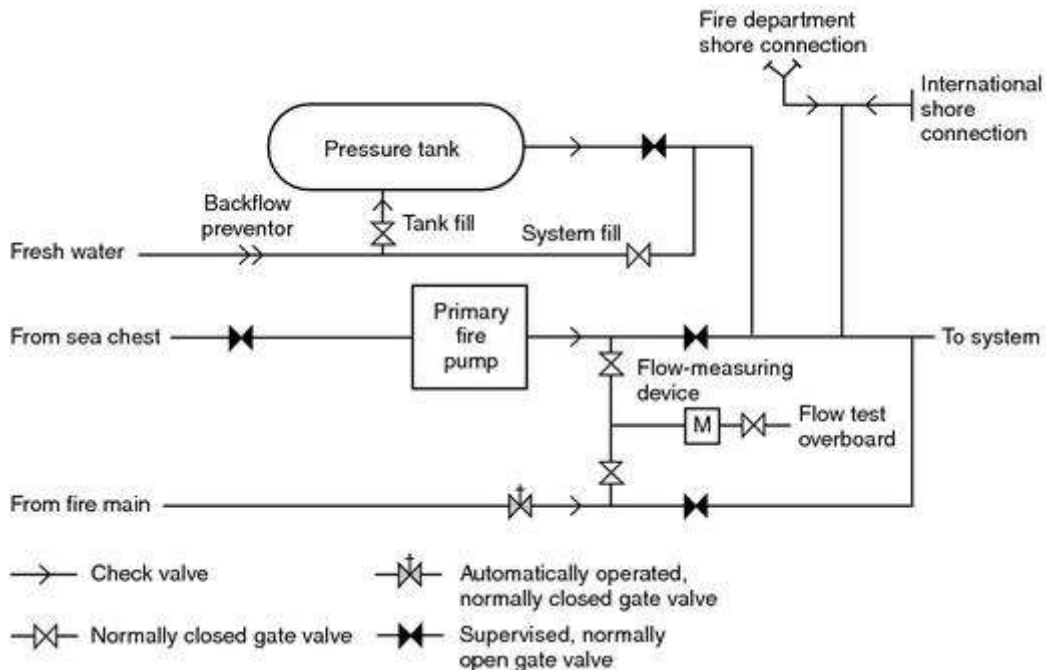 Fire department
shore connection
International
shore
connection
Pressure tank
Backflow
preventor
Tank fill
System fill
Fresh water
Primary
fire
pump
From sea chest
To system
Flow-measuring
device
M
Flow test
overboard
From fire main
Check valve
Automatically operated,
normally closed gate valve
Normally closed gate valve
Supervised, normally
open gate valve